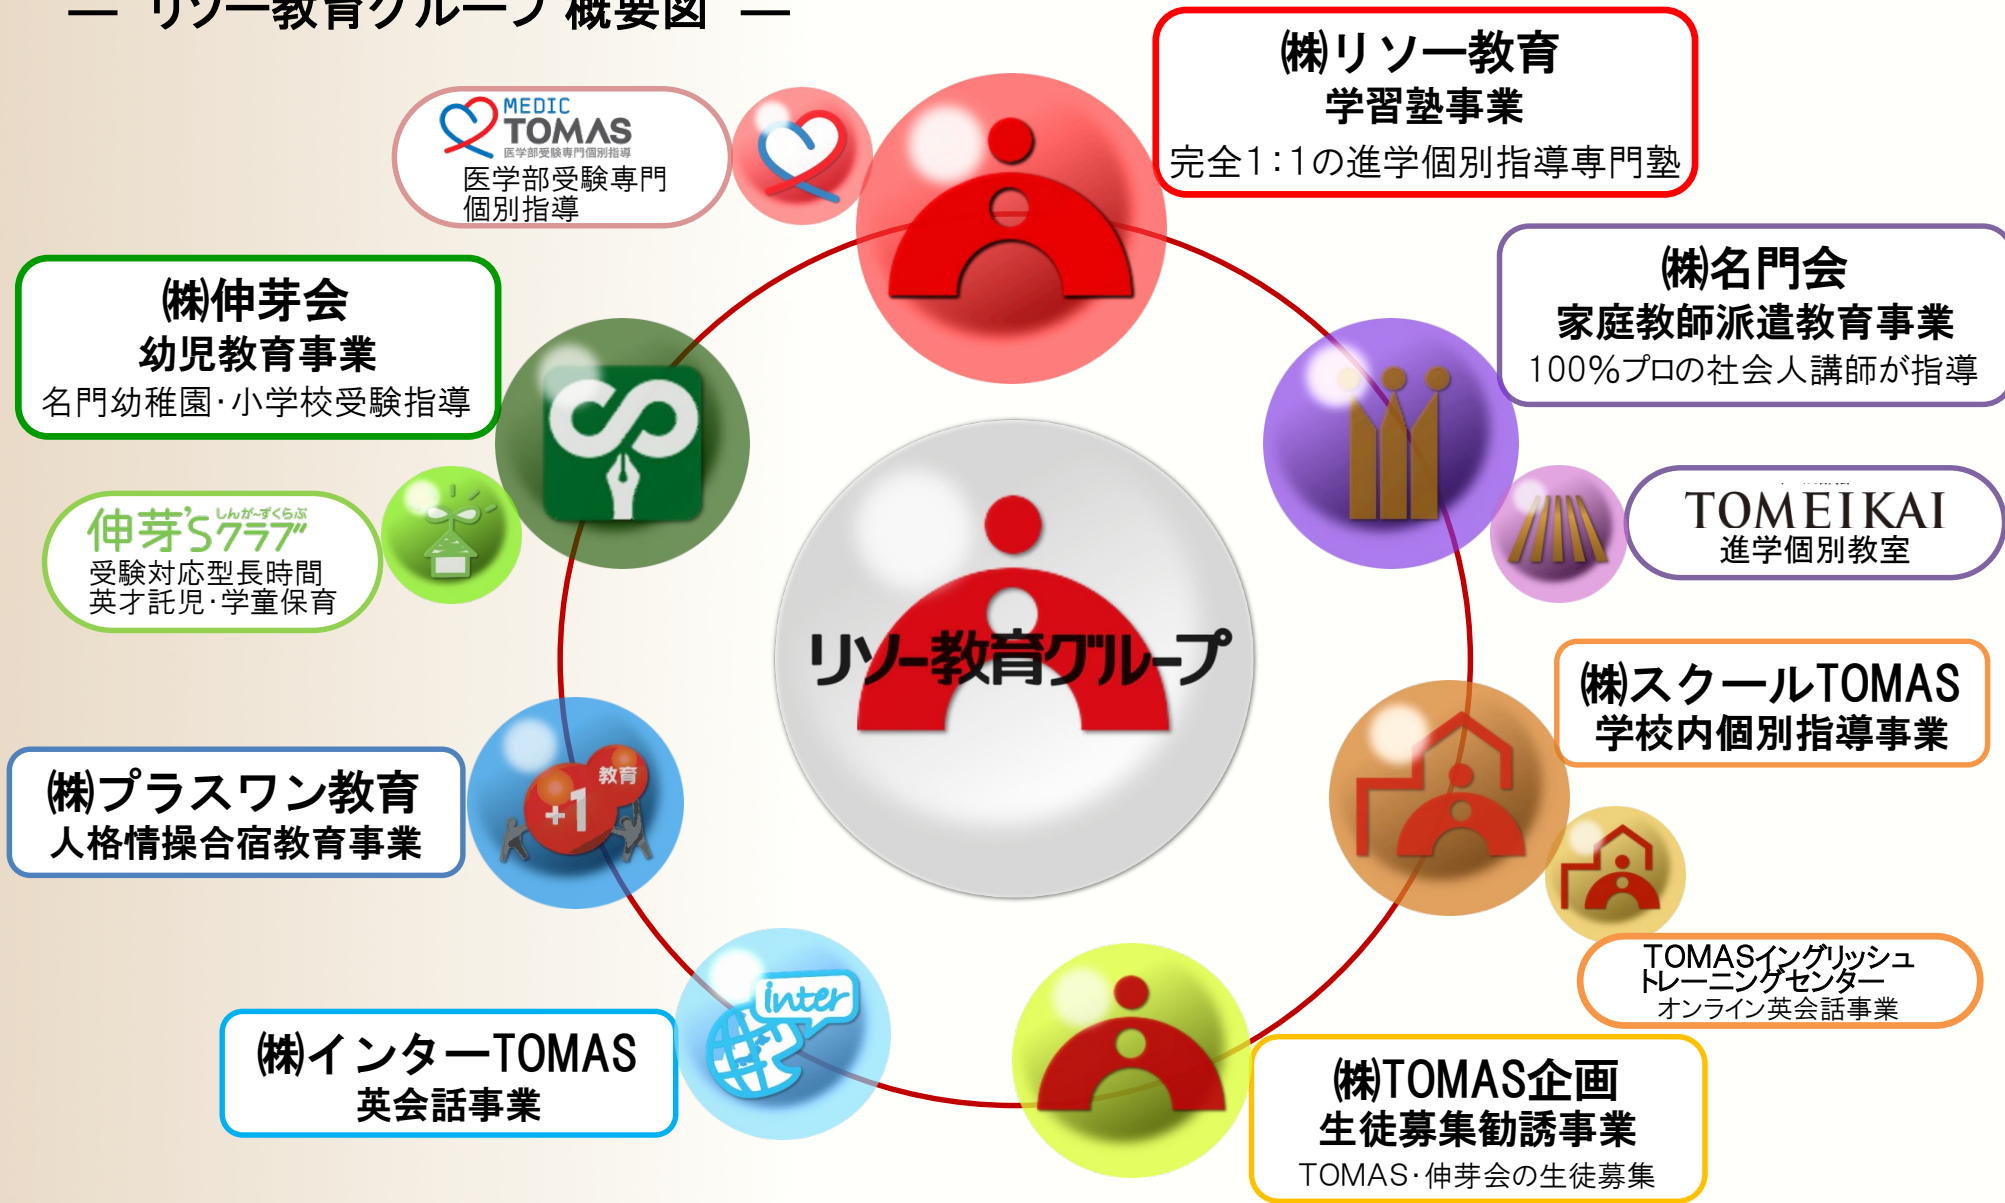 ― リソー教育グループ 概要図 ―
㈱リソー教育
学習塾事業
完全1：1の進学個別指導専門塾
MEDIC
TOMAS
医学部受験専門個別指導
医学部受験専門
個別指導
㈱名門会
家庭教師派遣教育事業
100%プロの社会人講師が指導
㈱伸芽会
幼児教育事業
名門幼稚園・小学校受験指導
TOMEIKAI
進学個別教室
しんが～ずくらぶ
伸芽'Sクラブ
受験対応型長時間
英才託児・学童保育
リソー教育グループ
㈱スクールTOMAS
学校内個別指導事業
㈱プラスワン教育
人格情操合宿教育事業
教育
+1
TOMASイングリッシュ
トレーニングセンター
オンライン英会話事業
inter
㈱インターTOMAS
英会話事業
㈱TOMAS企画
生徒募集勧誘事業
TOMAS・伸芽会の生徒募集